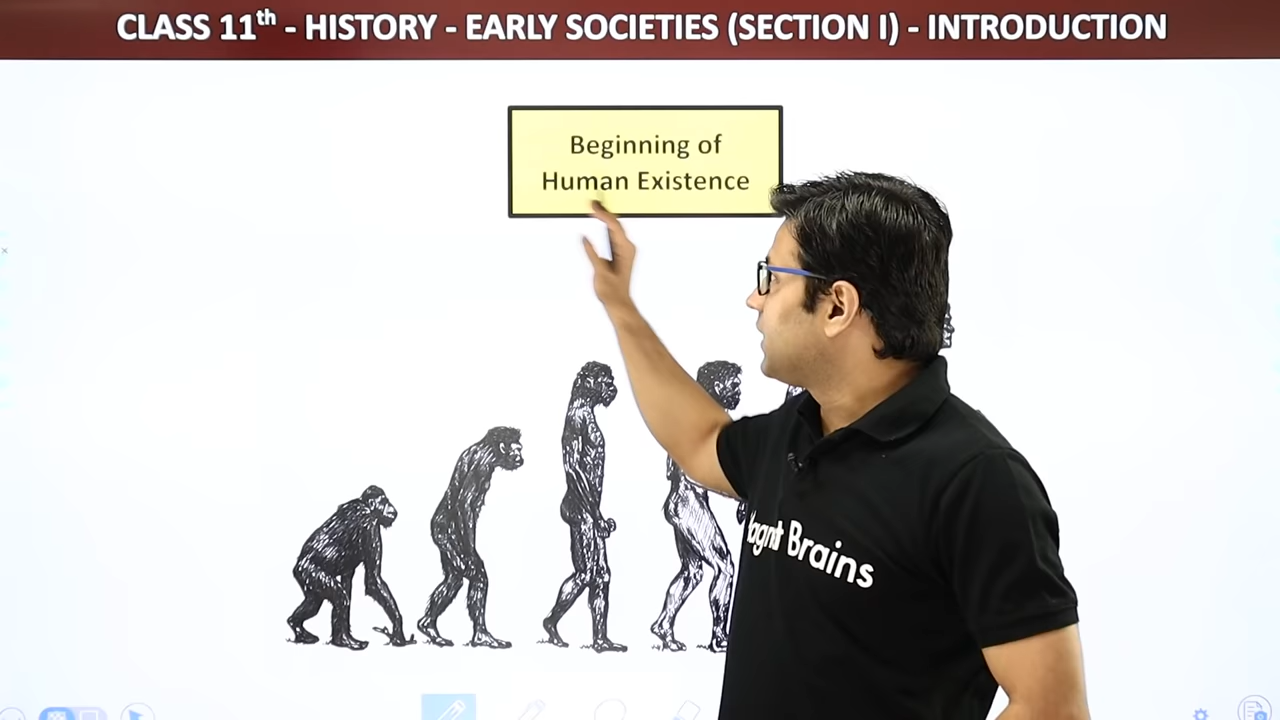 CLASS 11th - HISTORY - EARLY SOCIETIES (SECTION I) - INTRODUCTION
Beginning of
Human Existence
Brains